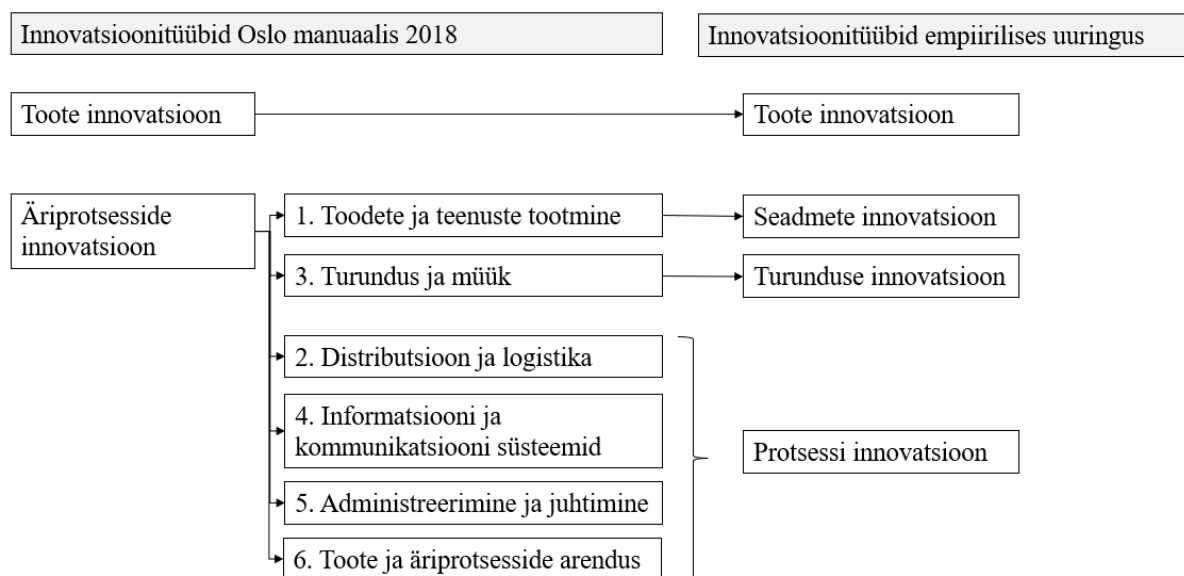 Innovatsioonitüübid Oslo manuaalis 2018
Innovatsioonitüübid empiirilises uuringus
Toote innovatsioon
Toote innovatsioon
Äriprotsesside
innovatsioon
1. Toodete ja teenuste tootmine
Seadmete innovatsioon
3. Turundus ja müük
Turunduse innovatsioon
2. Distributsioon ja logistika
4. Informatsiooni ja
kommunikatsiooni süsteemid
Protsessi innovatsioon
5. Administreerimine ja juhtimine
6. Toote ja äriprotsesside arendus